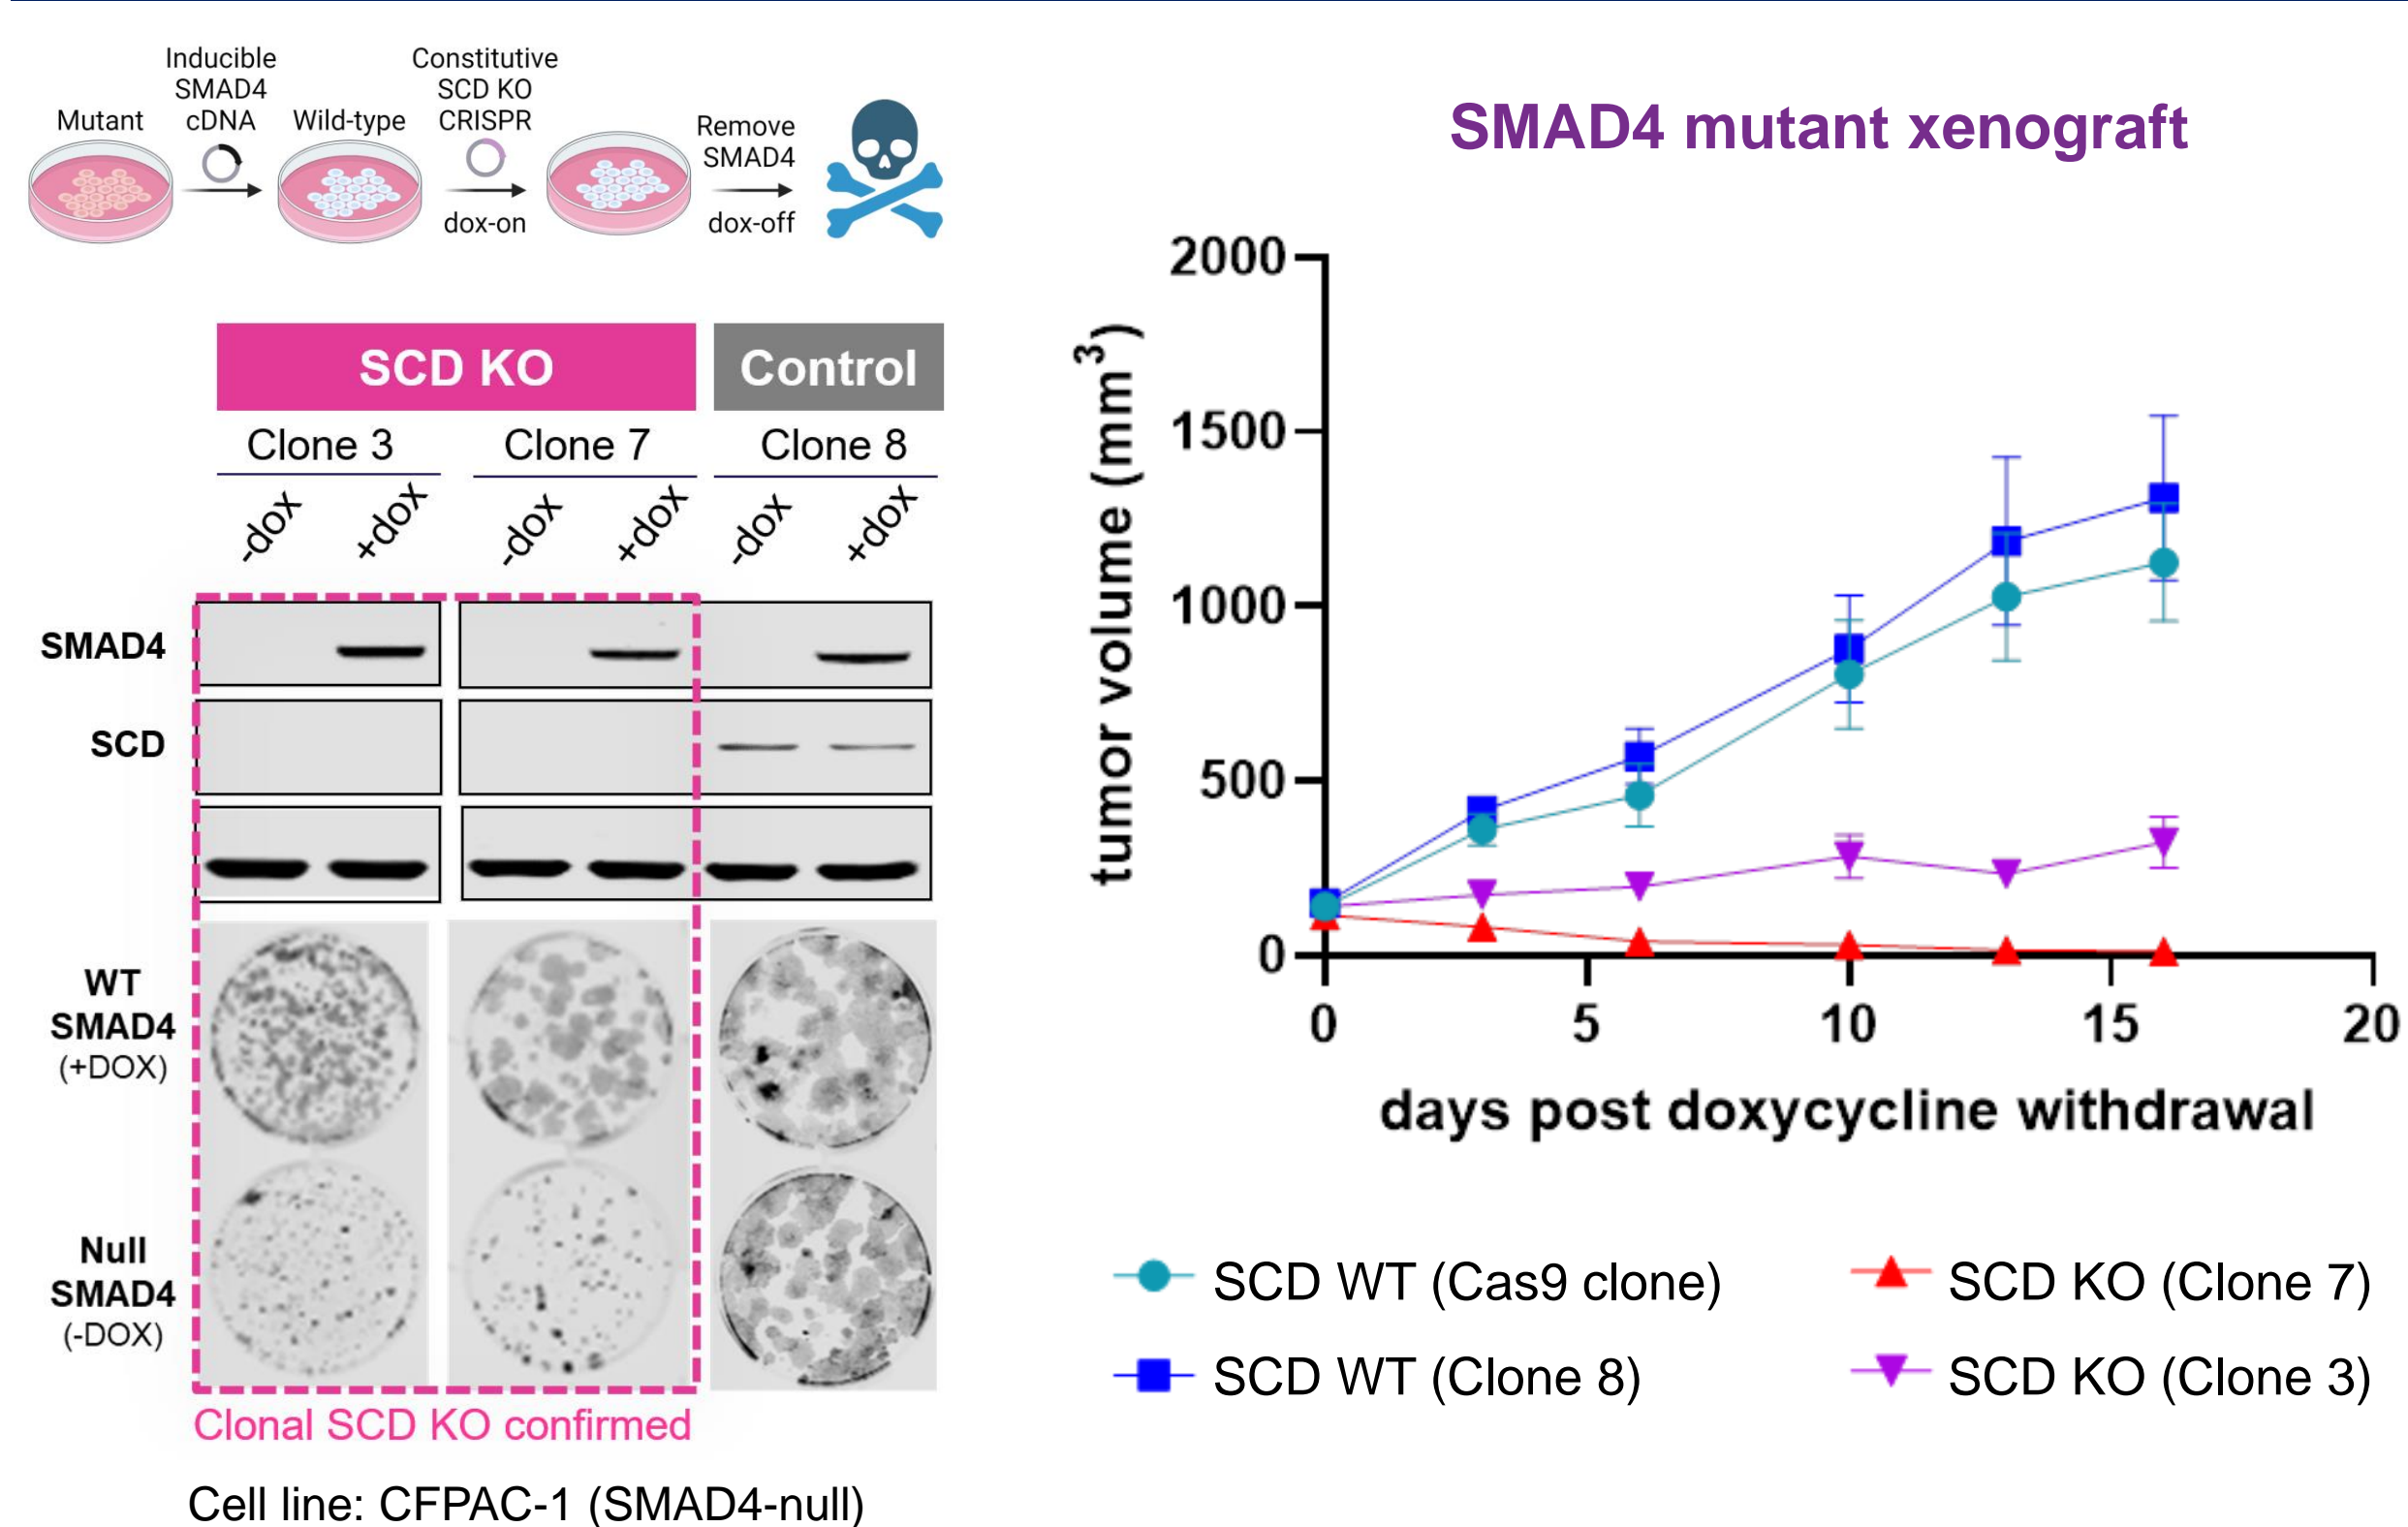 Mutant
Inducible
SMAD4
cDNA
Wild-type
Constitutive
SCD KO
CRISPR
dox-on
Remove
SMAD4
dox-off
SCD KO
Control
Clone 3
Clone 7
Clone 8
-dox
+dox
-dox
+dox
-dox
+dox
SMAD4
SCD
WT
SMAD4
(+DOX)
Null
SMAD4
(-DOX)
Clonal SCD KO confirmed
Cell line: CFPAC-1 (SMAD4-null)
SMAD4 mutant xenograft
tumor volume (mm³)
2000
1500
1000
500
0
0 5 10 15 20
days post doxycycline withdrawal
SCD WT (Cas9 clone)
SCD KO (Clone 7)
SCD WT (Clone 8)
SCD KO (Clone 3)